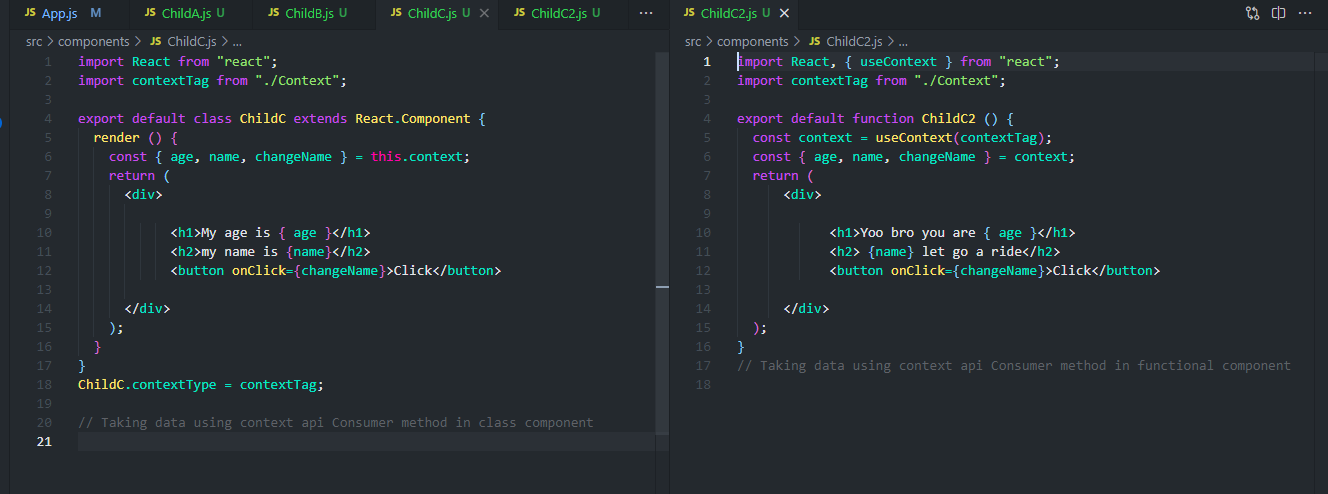 JS App.js M JS ChildA.js U JS ChildB.js U JS ChildC.js U × JS ChildC2.js U ...
src > components > JS ChildC.js > ...
1 import React from "react";
2 import contextTag from "./Context";
3
4 export default class ChildC extends React.Component {
5 render () {
6 const { age, name, changeName } = this.context;
7 return (
8 <div>
9
10 <h1>My age is { age }</h1>
11 <h2>my name is {name}</h2>
12 <button onClick={changeName}>Click</button>
13
14 </div>
15 );
16 }
17 }
18 ChildC.contextType = contextTag;
19
20 // Taking data using context api Consumer method in class component
21
JS ChildC2.js U × ...
src > components > JS ChildC2.js > ...
1 import React, { useContext } from "react";
2 import contextTag from "./Context";
3
4 export default function ChildC2 () {
5 const context = useContext(contextTag);
6 const { age, name, changeName } = context;
7 return (
8 <div>
9
10 <h1>Yoo bro you are { age }</h1>
11 <h2> {name} let go a ride</h2>
12 <button onClick={changeName}>Click</button>
13
14 </div>
15 );
16 }
17 // Taking data using context api Consumer method in functional component
18